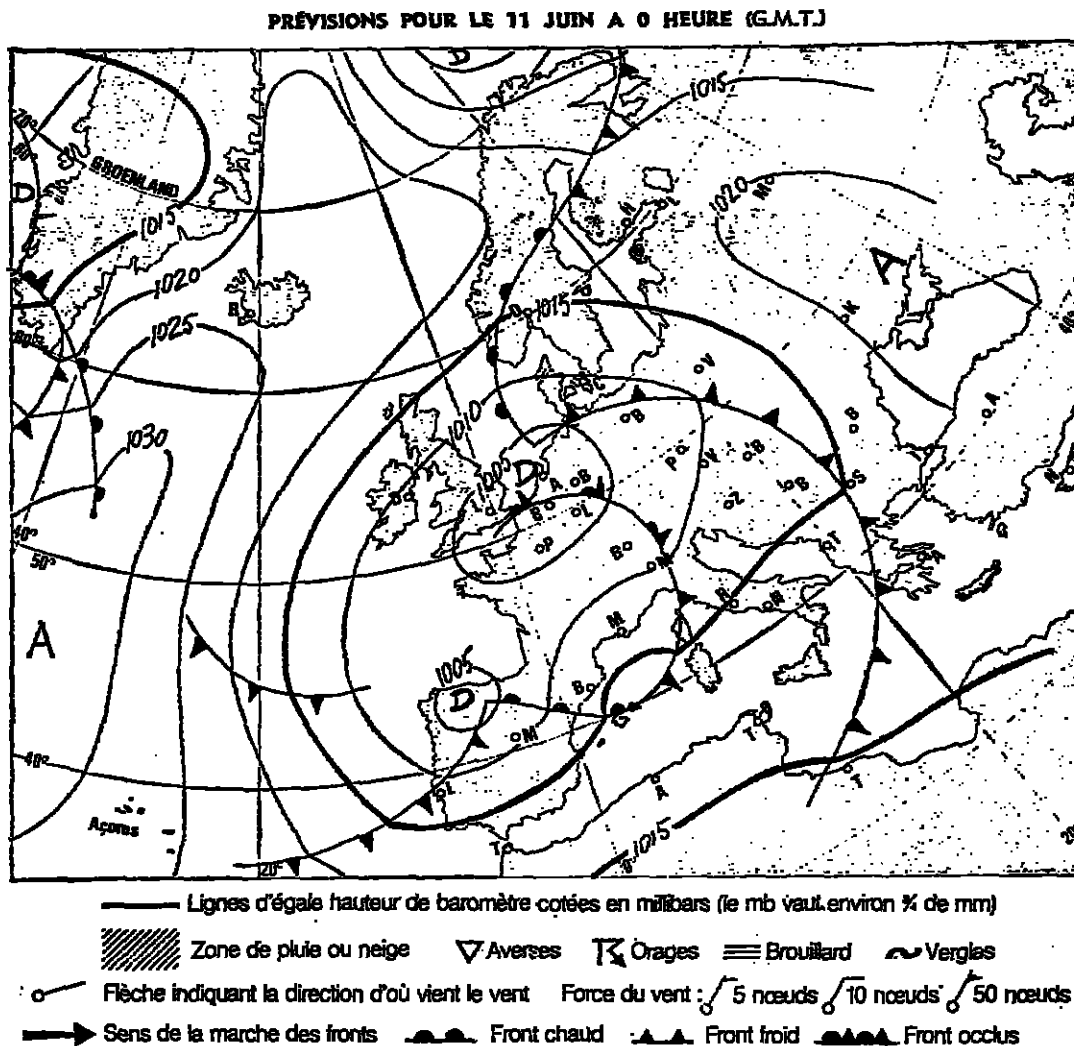 PRÉVISIONS POUR LE 11 JUIN A 0 HEURE (G.M.T.)
D
1015
70°
GROENLAND
D
1015
1020
M
1020
H
L
A
1025
R
O
1015
K
C
V
A
1030
1010
B
B
1005
D
P
V
B
A
B
D
L
B
L
Z
B
S
40°
50°
P
B
N
T
A
A
1005
D
M
R
N
B
M
40°
L
T
Açores
T
A
T
1015
20°
0°
20°
Lignes d'égale hauteur de baromètre cotées en millibars (le mb vaut environ ¾ de mm)
Zone de pluie ou neige Averses Orages Brouillard Verglas
Flèche indiquant la direction d'où vient le vent Force du vent : 5 nœuds 10 nœuds 50 nœuds
Sens de la marche des fronts Front chaud Front froid Front occlus